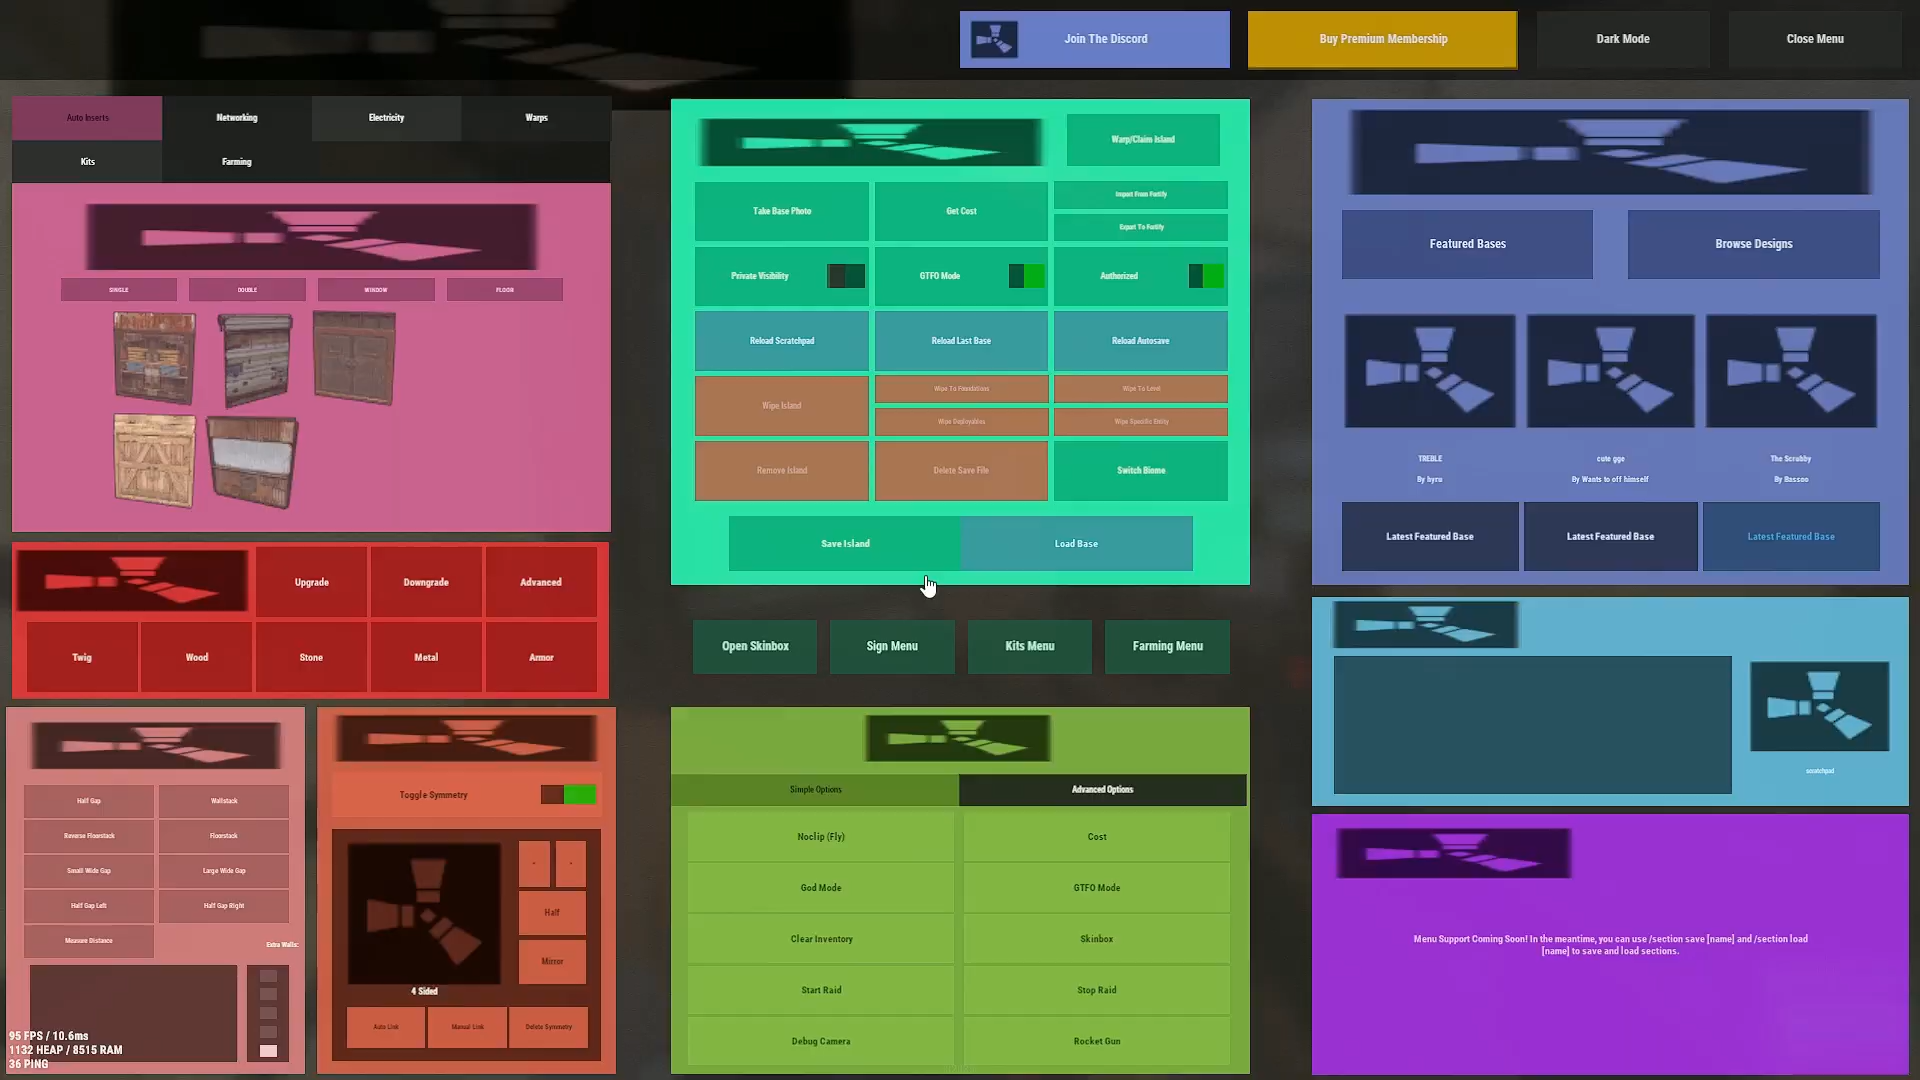 Join The Discord
Buy Premium Membership
Dark Mode
Close Menu
Auto Inserts
Networking
Electricity
Warps
Kits
Farming
SINGLE
DOUBLE
WINDOW
FLOOR
Upgrade
Downgrade
Advanced
Twig
Wood
Stone
Metal
Armor
Half Gap
Wallstack
Reverse Floorstack
Floorstack
Small Wide Gap
Large Wide Gap
Half Gap Left
Half Gap Right
Measure Distance
Extra Walls:
95 FPS / 10.6ms
1132 HEAP / 8515 RAM
36 PING
Toggle Symmetry
Half
Mirror
4 Sided
Auto Link
Manual Link
Delete Symmetry
Warp/Claim Island
Take Base Photo
Get Cost
Import From Fortify
Export To Fortify
Private Visibility
GTFO Mode
Authorized
Reload Scratchpad
Reload Last Base
Reload Autosave
Wipe Island
Wipe To Foundations
Wipe To Level
Wipe Deployables
Wipe Specific Entity
Remove Island
Delete Save File
Switch Biome
Save Island
Load Base
Open Skinbox
Sign Menu
Kits Menu
Farming Menu
Simple Options
Advanced Options
Noclip (Fly)
Cost
God Mode
GTFO Mode
Clear Inventory
Skinbox
Start Raid
Stop Raid
Debug Camera
Rocket Gun
Featured Bases
Browse Designs
TREBLE
cute gge
The Scrubby
By byru
By Wants to off himself
By Bassoo
Latest Featured Base
Latest Featured Base
Latest Featured Base
scratchpad
Menu Support Coming Soon! In the meantime, you can use /section save [name] and /section load
[name] to save and load sections.